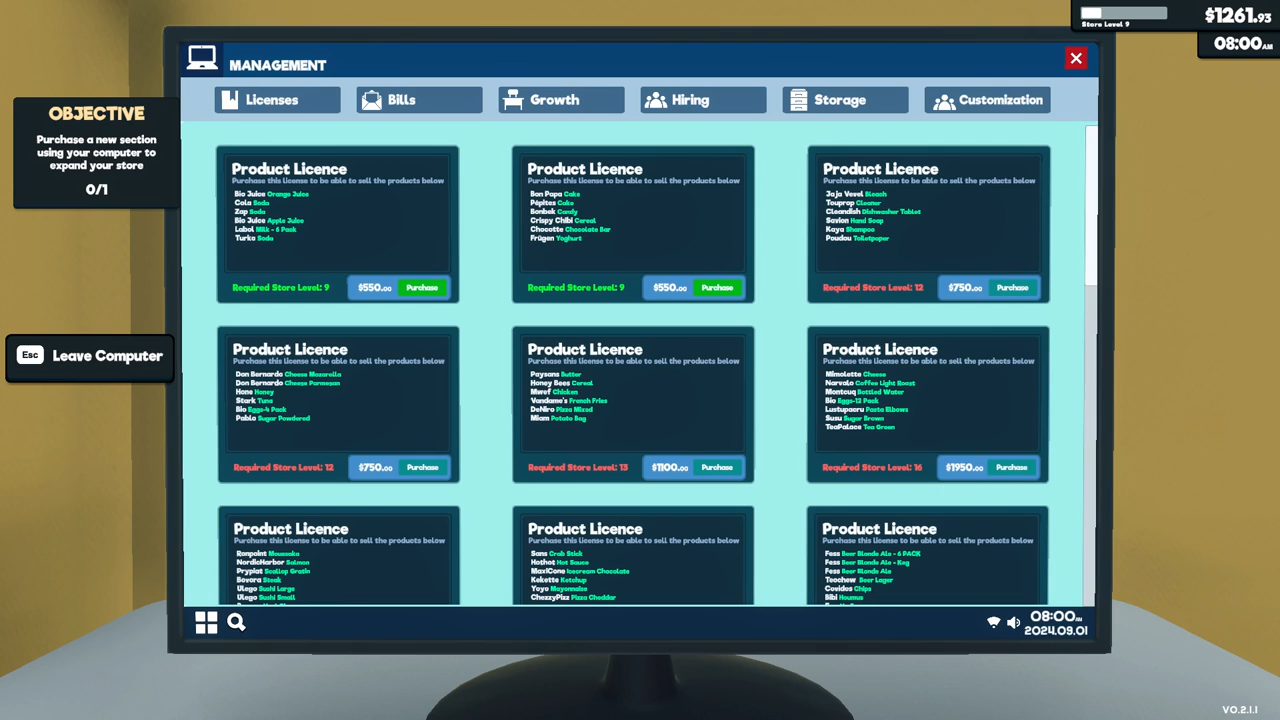 $1261.93
Store Level 9
08:00AM
MANAGEMENT
Licenses
Bills
Growth
Hiring
Storage
Customization
OBJECTIVE
Purchase a new section
using your computer to
expand your store
0/1
Esc Leave Computer
Product Licence
Purchase this license to be able to sell the products below
Bio Juice Orange Juice
Cola Soda
Zap Soda
Bio Juice Apple Juice
Labol Milk - 6 Pack
Turka Soda
Required Store Level: 9
$550.00
Purchase
Product Licence
Purchase this license to be able to sell the products below
Bon Papa Cake
Pépites Cake
Bonbek Candy
Crispy Chibi Cereal
Chocotte Chocolate Bar
Frügen Yoghurt
Required Store Level: 9
$550.00
Purchase
Product Licence
Purchase this license to be able to sell the products below
Jaja Vexel Bleach
Touprop Cleaner
Cleandish Dishwasher Tablet
Savion Hand Soap
Kaya Shampoo
Poudou Toiletpaper
Required Store Level: 12
$750.00
Purchase
Product Licence
Purchase this license to be able to sell the products below
Don Bernardo Cheese Mozarella
Don Bernardo Cheese Parmesan
Hone Honey
Stark Tuna
Bio Eggs-4 Pack
Pablo Sugar Powdered
Required Store Level: 12
$750.00
Purchase
Product Licence
Purchase this license to be able to sell the products below
Paysans Butter
Honey Bees Cereal
Mwef Chicken
Vandame's French Fries
DeNiro Pizza Mixed
Miam Potato Bag
Required Store Level: 13
$1100.00
Purchase
Product Licence
Purchase this license to be able to sell the products below
Mimolette Cheese
Narvalo Coffee Light Roast
Montcuq Bottled Water
Bio Eggs-12 Pack
Lustupaeru Pasta Elbows
Susu Sugar Brown
TeaPalace Tea Green
Required Store Level: 16
$1950.00
Purchase
Product Licence
Purchase this license to be able to sell the products below
Ronpoint Moussaka
NordicHarbor Salmon
Prypiat Scallop Gratin
Bovora Steak
Ulego Sushi Large
Ulego Sushi Small
Product Licence
Purchase this license to be able to sell the products below
Sans Crab Stick
Hothot Hot Sauce
MaxiCone Icecream Chocolate
Kekette Ketchup
Yoyo Mayonnaise
ChezzyPizz Pizza Cheddar
Product Licence
Purchase this license to be able to sell the products below
Fess Beer Blonde Ale - 6 PACK
Fess Beer Blonde Ale - Keg
Fess Beer Blonde Ale
Teochew Beer Lager
Covidos Chips
Bibi Houmus
08:00AM
2024.09.01
V0.2.1.1